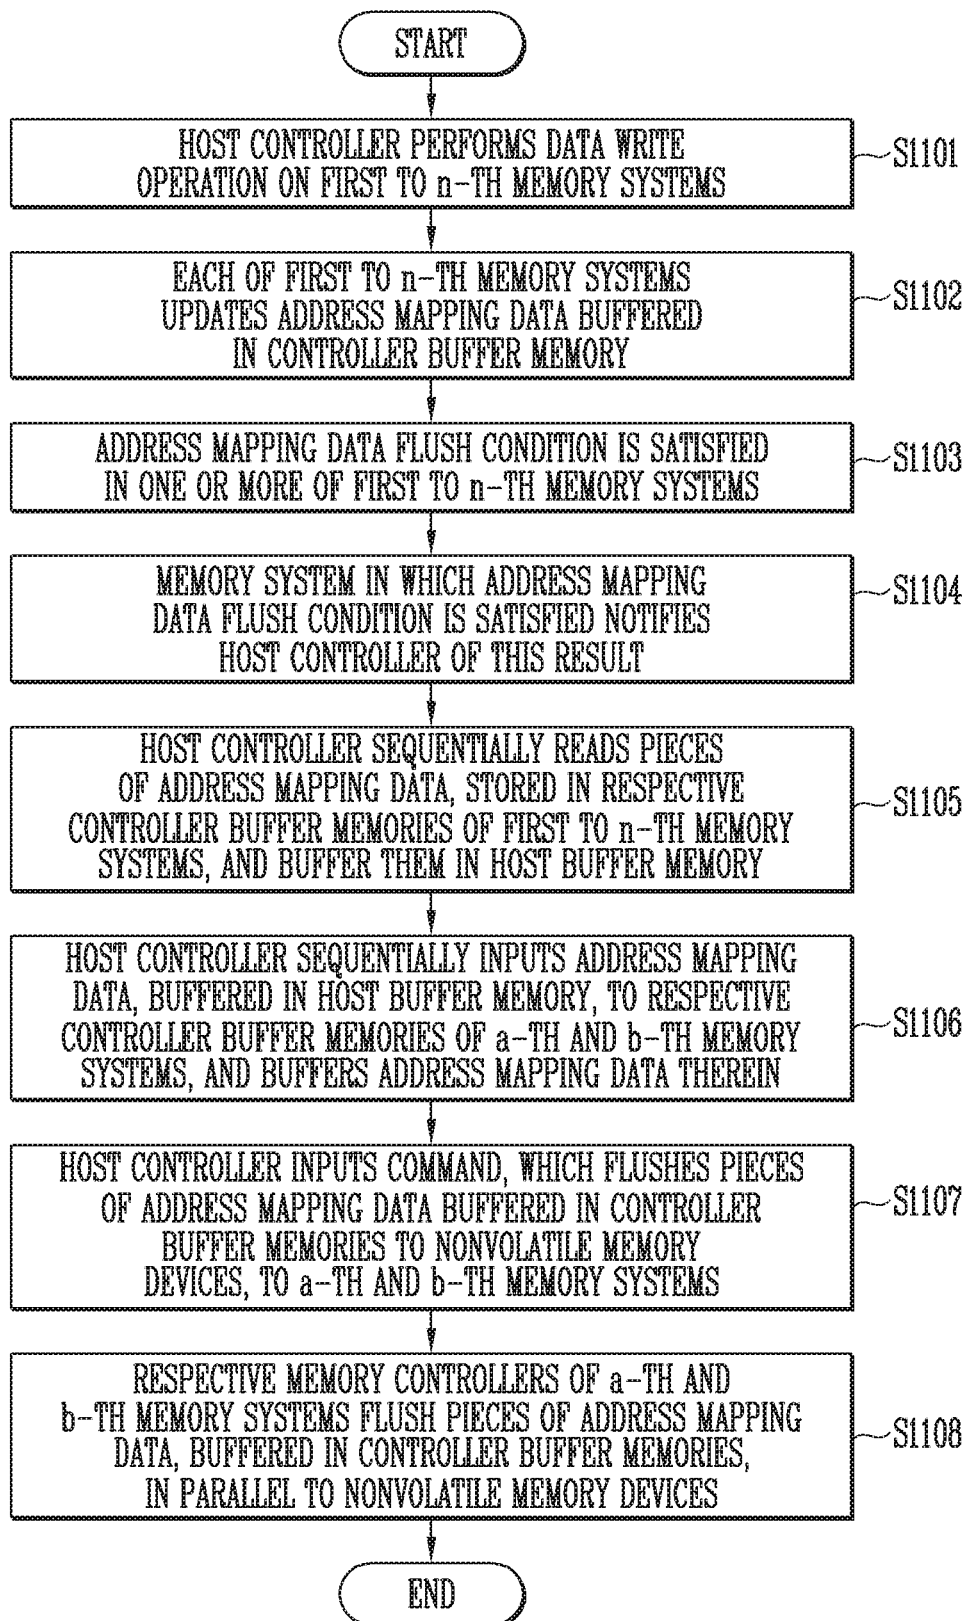 START
HOST CONTROLLER PERFORMS DATA WRITE
OPERATION ON FIRST TO n-TH MEMORY SYSTEMS
S1101
EACH OF FIRST TO n-TH MEMORY SYSTEMS
UPDATES ADDRESS MAPPING DATA BUFFERED
IN CONTROLLER BUFFER MEMORY
S1102
ADDRESS MAPPING DATA FLUSH CONDITION IS SATISFIED
IN ONE OR MORE OF FIRST TO n-TH MEMORY SYSTEMS
S1103
MEMORY SYSTEM IN WHICH ADDRESS MAPPING
DATA FLUSH CONDITION IS SATISFIED NOTIFIES
HOST CONTROLLER OF THIS RESULT
S1104
HOST CONTROLLER SEQUENTIALLY READS PIECES
OF ADDRESS MAPPING DATA, STORED IN RESPECTIVE
CONTROLLER BUFFER MEMORIES OF FIRST TO n-TH MEMORY
SYSTEMS, AND BUFFER THEM IN HOST BUFFER MEMORY
S1105
HOST CONTROLLER SEQUENTIALLY INPUTS ADDRESS MAPPING
DATA, BUFFERED IN HOST BUFFER MEMORY, TO RESPECTIVE
CONTROLLER BUFFER MEMORIES OF a-TH AND b-TH MEMORY
SYSTEMS, AND BUFFERS ADDRESS MAPPING DATA THEREIN
S1106
HOST CONTROLLER INPUTS COMMAND, WHICH FLUSHES PIECES
OF ADDRESS MAPPING DATA BUFFERED IN CONTROLLER
BUFFER MEMORIES TO NONVOLATILE MEMORY
DEVICES, TO a-TH AND b-TH MEMORY SYSTEMS
S1107
RESPECTIVE MEMORY CONTROLLERS OF a-TH AND
b-TH MEMORY SYSTEMS FLUSH PIECES OF ADDRESS MAPPING
DATA, BUFFERED IN CONTROLLER BUFFER MEMORIES,
IN PARALLEL TO NONVOLATILE MEMORY DEVICES
S1108
END